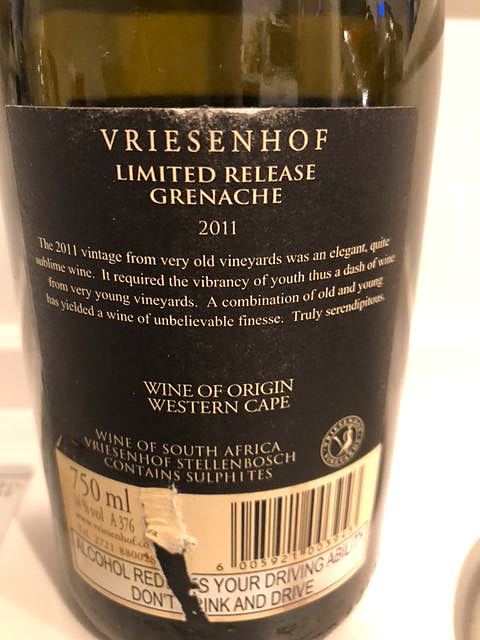 VRIESENHOF
LIMITED RELEASE
GRENACHE
2011
The 2011 vintage from very old vineyards was an elegant, quite
sublime wine. It required the vibrancy of youth thus a dash of wine
from very young vineyards. A combination of old and young
has yielded a wine of unbelievable finesse. Truly serendipitous.
WINE OF ORIGIN
WESTERN CAPE
WINE OF SOUTH AFRICA
VRIESENHOF STELLENBOSCH
CONTAINS SULPHITES
750 ml
vol A376
ALCOHOL RED ES YOUR DRIVING ABILITY
DON'T INK AND DRIVE